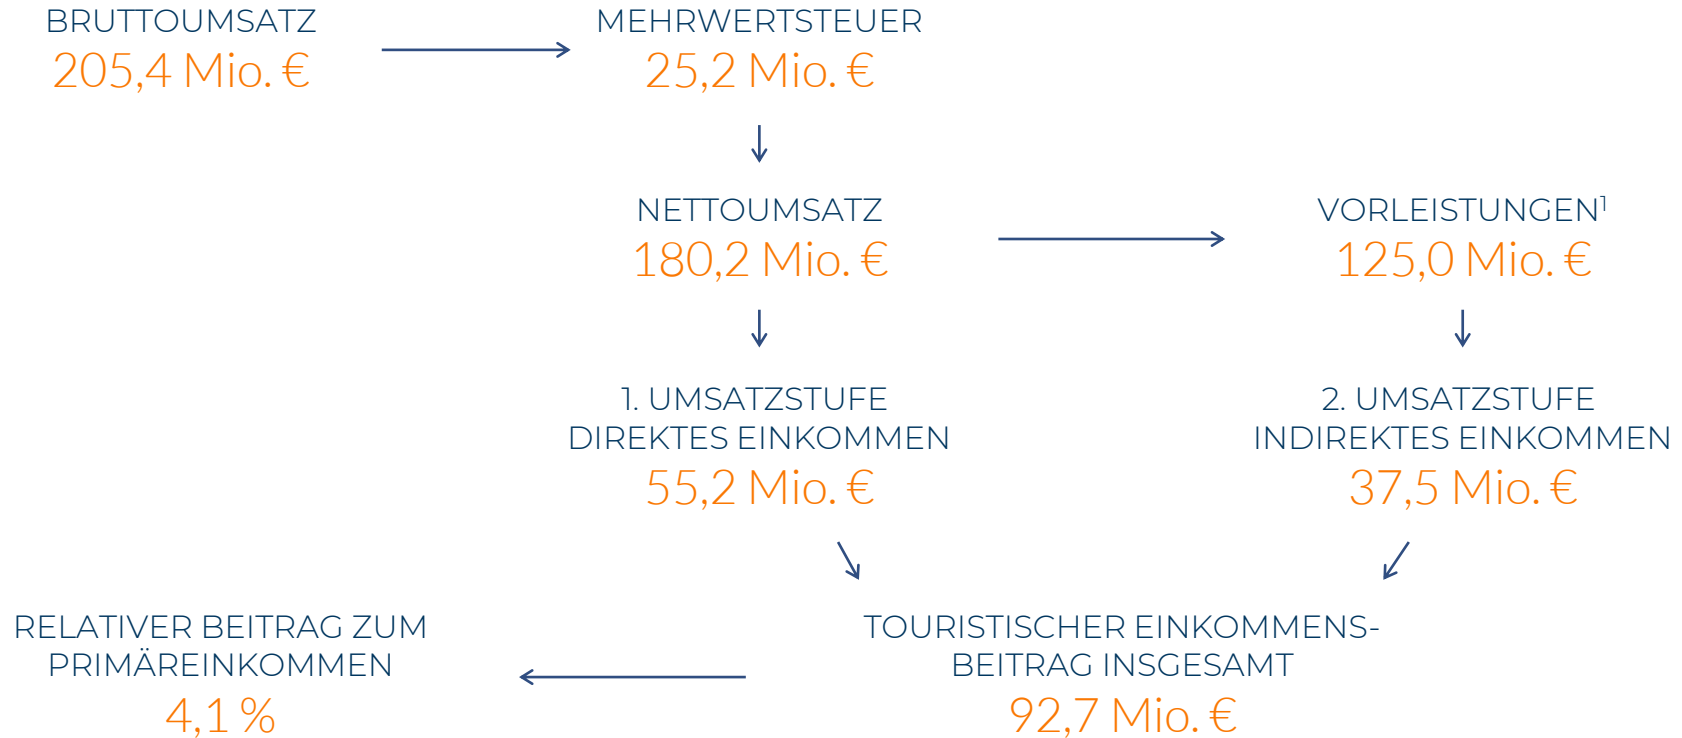 BRUTTOUMSATZ
205,4 Mio. €
MEHRWERTSTEUER
25,2 Mio. €
NETTOUMSATZ
180,2 Mio. €
VORLEISTUNGEN¹
125,0 Mio. €
1. UMSATZSTUFE
DIREKTES EINKOMMEN
55,2 Mio. €
2. UMSATZSTUFE
INDIREKTES EINKOMMEN
37,5 Mio. €
RELATIVER BEITRAG ZUM
PRIMÄREINKOMMEN
4,1 %
TOURISTISCHER EINKOMMENS-
BEITRAG INSGESAMT
92,7 Mio. €